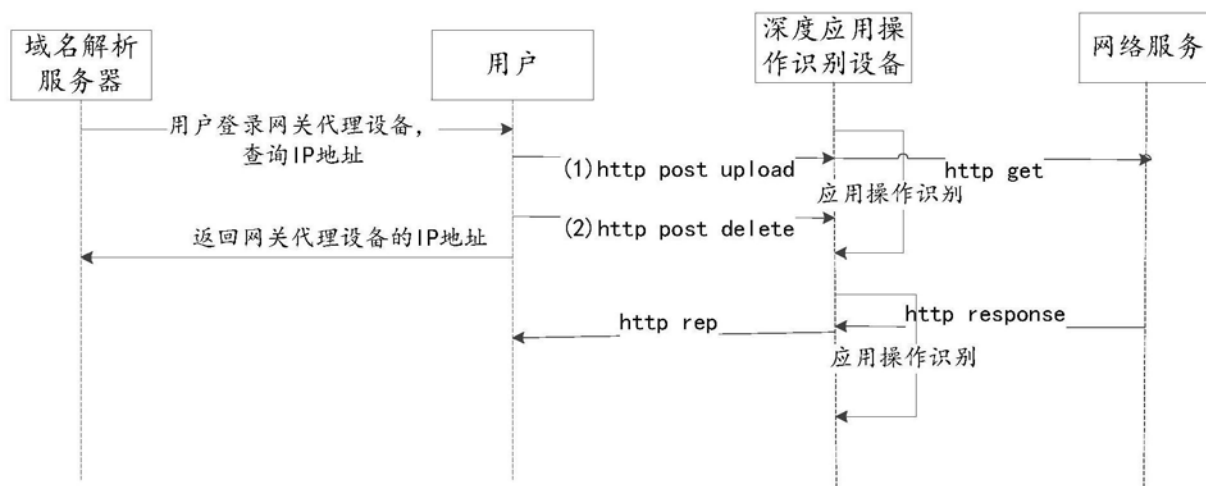 域名解析
服务器
用户
深度应用操
作识别设备
网络服务
用户登录网关代理设备，
查询IP地址
(1)http post upload
http get
应用操作识别
(2)http post delete
返回网关代理设备的IP地址
http rep
http response
应用操作识别